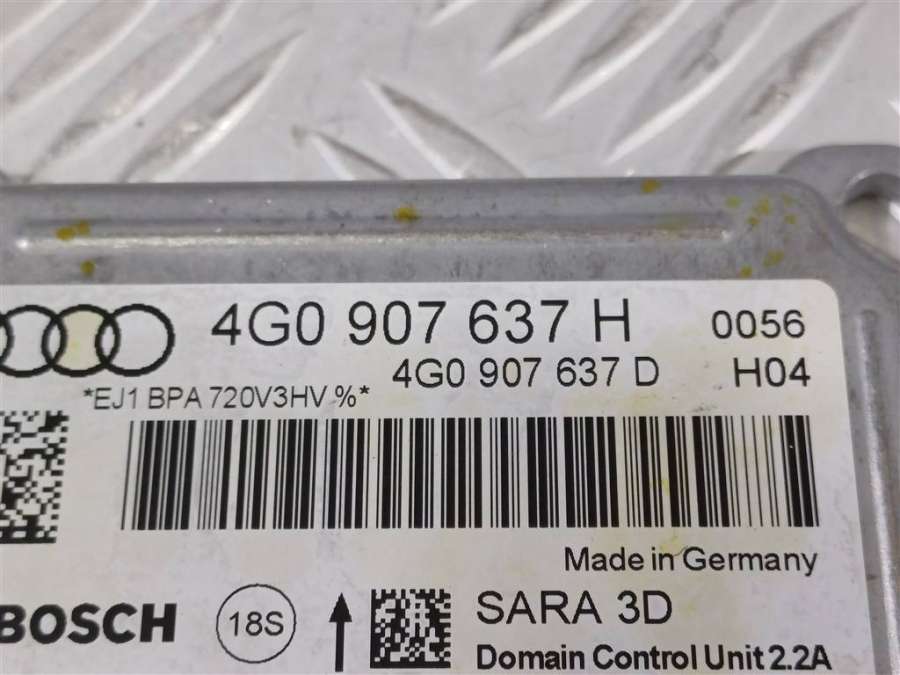 4G0 907 637 H 0056
4G0 907 637 D H04
*EJ1 BPA 720V3HV %*
Made in Germany
BOSCH 18S SARA 3D
Domain Control Unit 2.2A